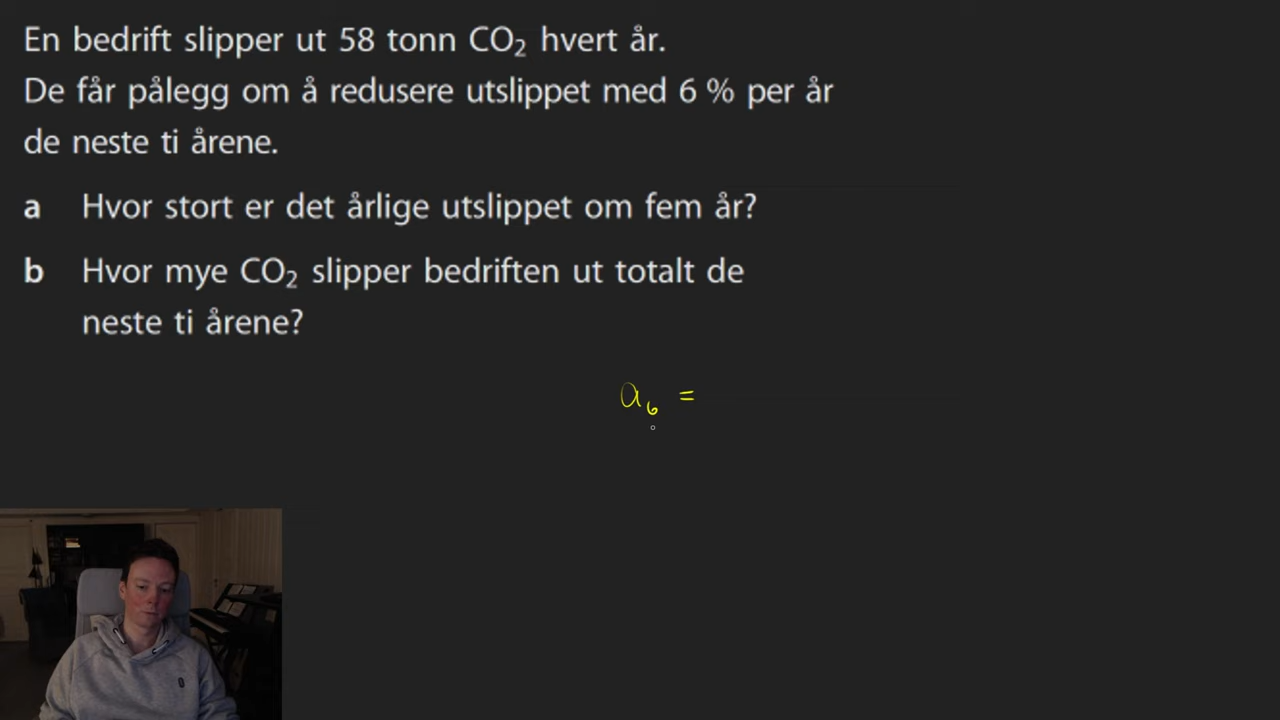 En bedrift slipper ut 58 tonn CO₂ hvert år.
De får pålegg om å redusere utslippet med 6 % per år
de neste ti årene.
a Hvor stort er det årlige utslippet om fem år?
b Hvor mye CO₂ slipper bedriften ut totalt de
neste ti årene?
a₆ =